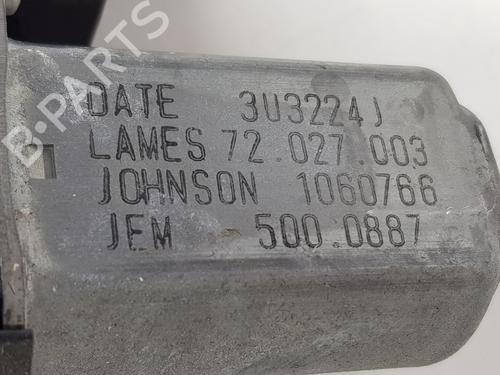 DATE 3U3224J
LAMES 72.027.003
JOHNSON 1060766
JEM 500.0887
B-PARTS